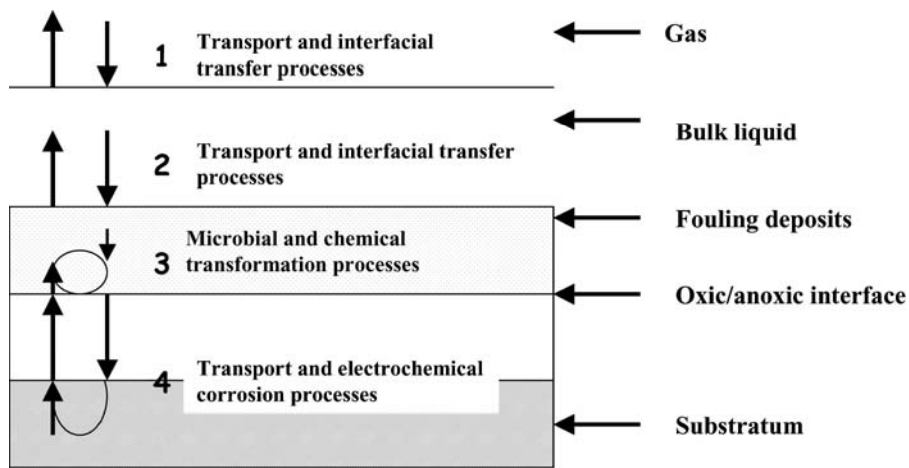 1 Transport and interfacial
transfer processes
Gas
Bulk liquid
2 Transport and interfacial transfer
processes
Fouling deposits
3 Microbial and chemical
transformation processes
Oxic/anoxic interface
4 Transport and electrochemical
corrosion processes
Substratum